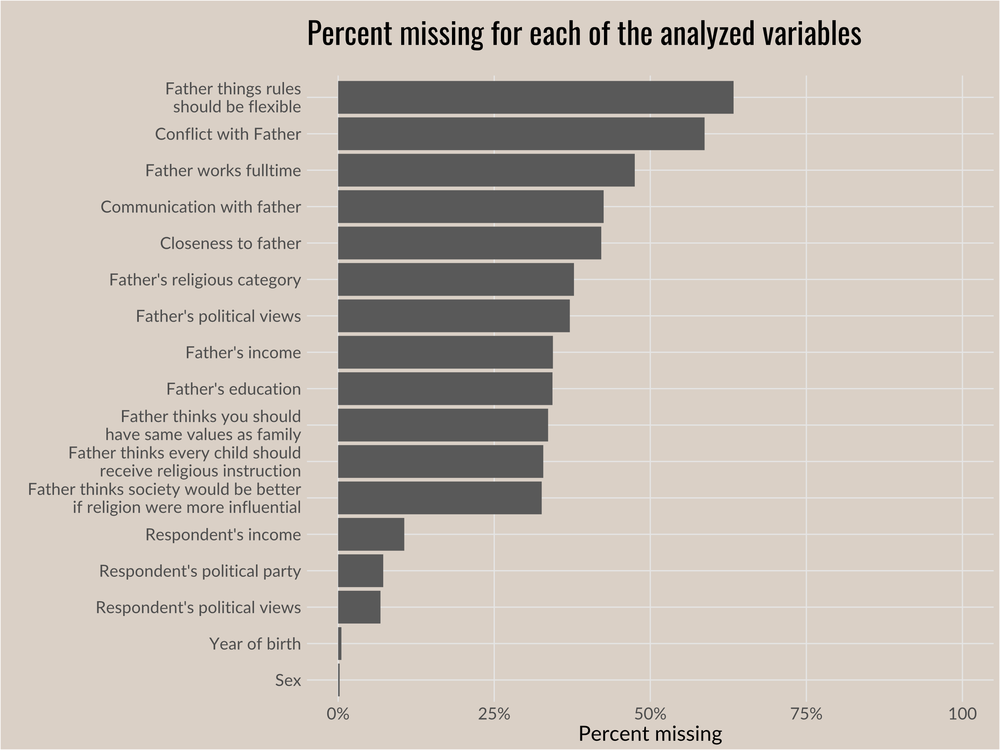 Percent missing for each of the analyzed variables
Father things rules
should be flexible
Conflict with Father
Father works fulltime
Communication with father
Closeness to father
Father's religious category
Father's political views
Father's income
Father's education
Father thinks you should
have same values as family
Father thinks every child should
receive religious instruction
Father thinks society would be better
if religion were more influential
Respondent's income
Respondent's political party
Respondent's political views
Year of birth
Sex
0% 25% 50% 75% 100
Percent missing